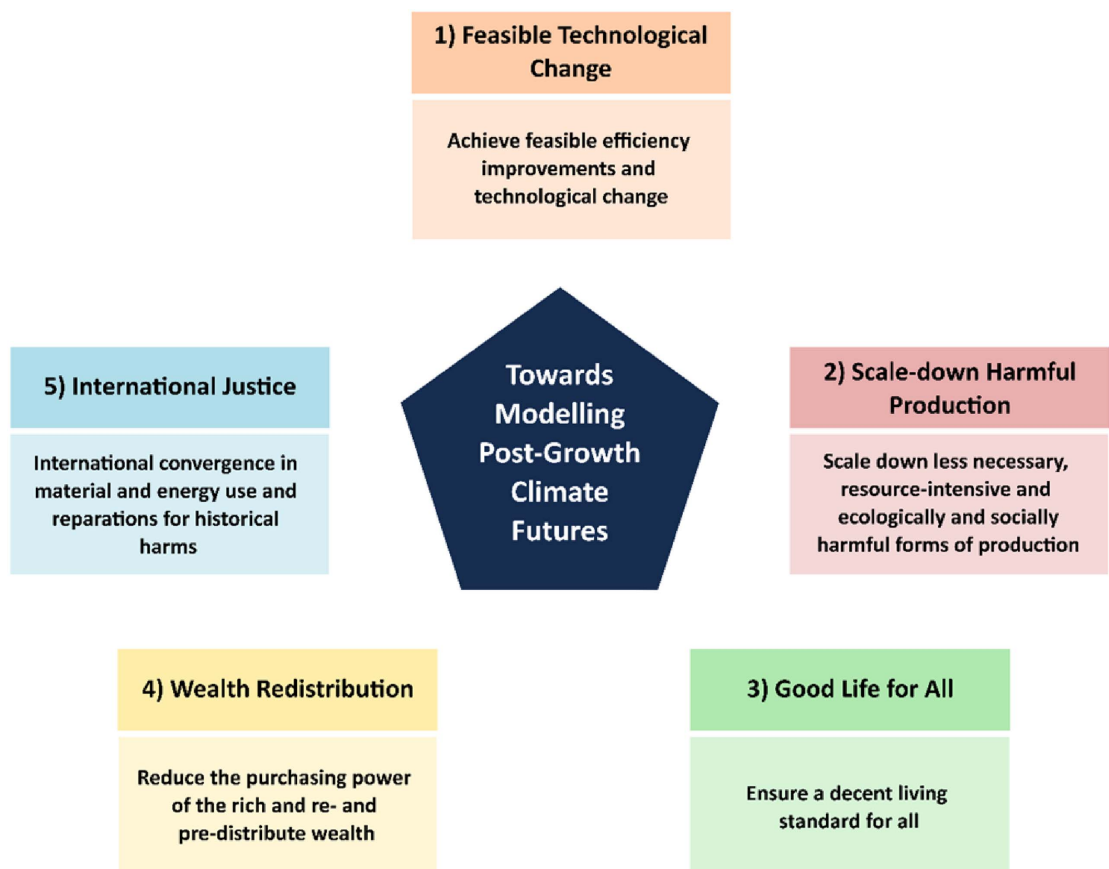 1) Feasible Technological
Change
Achieve feasible efficiency
improvements and
technological change
Towards
Modelling
Post-Growth
Climate
Futures
2) Scale-down Harmful
Production
Scale down less necessary,
resource-intensive and
ecologically and socially
harmful forms of production
3) Good Life for All
Ensure a decent living
standard for all
4) Wealth Redistribution
Reduce the purchasing power
of the rich and re- and
pre-distribute wealth
5) International Justice
International convergence in
material and energy use and
reparations for historical
harms